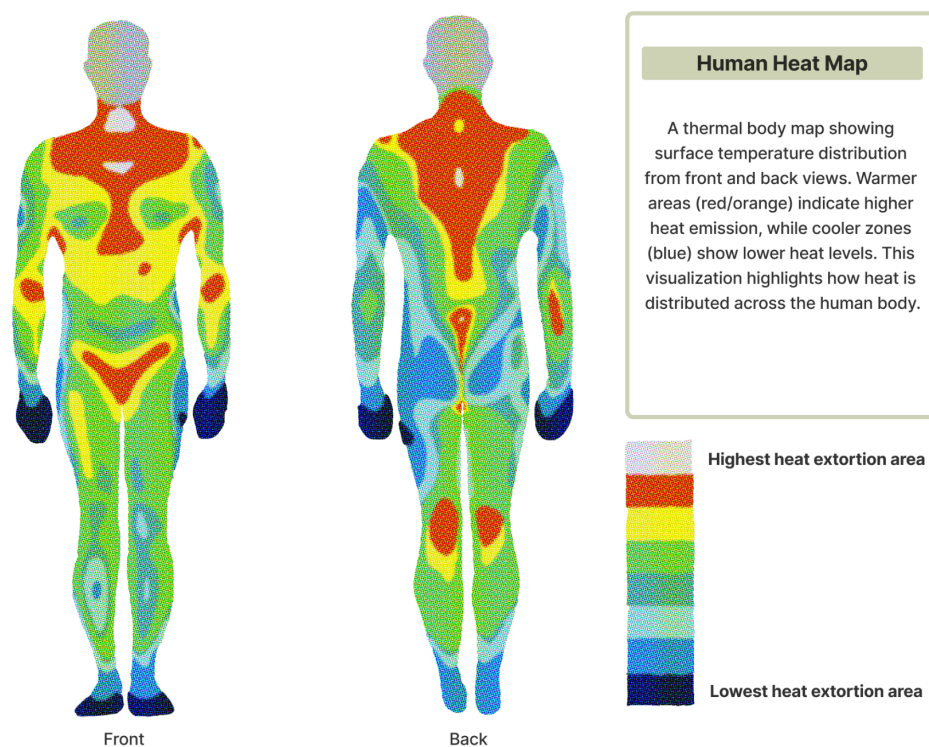 Human Heat Map
A thermal body map showing
surface temperature distribution
from front and back views. Warmer
areas (red/orange) indicate higher
heat emission, while cooler zones
(blue) show lower heat levels. This
visualization highlights how heat is
distributed across the human body.
Highest heat extortion area
Lowest heat extortion area
Front
Back